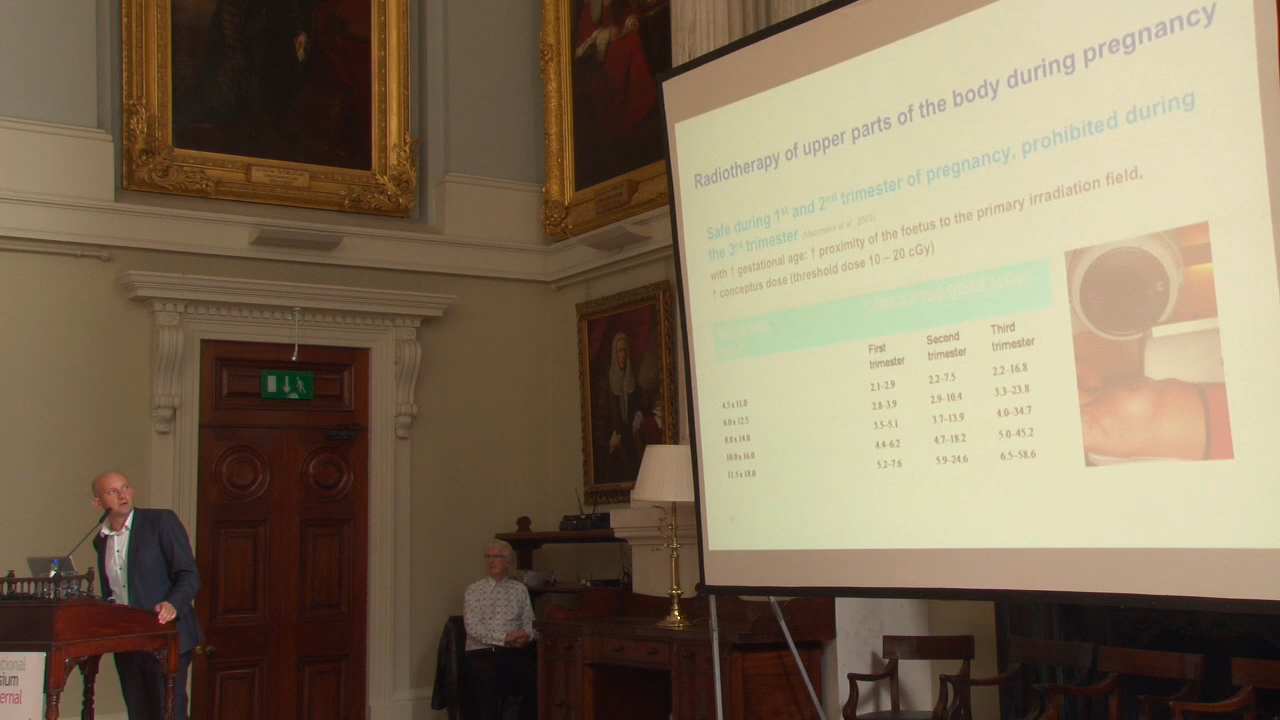 Radiotherapy of upper parts of the body during pregnancy
Safe during 1st and 2nd trimester of pregnancy, prohibited during
the 3rd trimester
with ↑ gestational age: ↑ proximity of the foetus to the primary irradiation field,
↑ conceptus dose (threshold dose 10 – 20 cGy)
First trimester Second trimester Third trimester
4.5 x 11.0 2.1–2.9 2.2–7.5 2.2–16.8
6.0 x 12.5 2.8–3.9 2.9–10.4 3.3–23.8
8.0 x 14.0 3.5–5.1 3.7–13.9 4.0–34.7
10.0 x 16.0 4.4–6.2 4.7–18.2 5.0–45.2
11.5 x 18.0 5.2–7.6 5.9–24.6 6.5–58.6
tional
sium
ernal